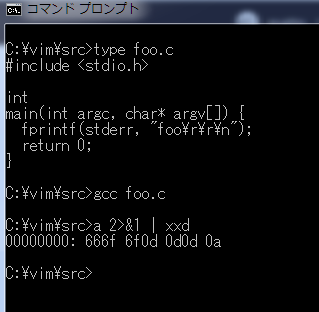 コマンド プロンプト
C:¥vim¥src>type foo.c
#include <stdio.h>
int
main(int argc, char* argv[]) {
  fprintf(stderr, "foo¥r¥r¥n");
  return 0;
}
C:¥vim¥src>gcc foo.c
C:¥vim¥src>a 2>&1 | xxd
00000000: 666f 6f0d 0d0d 0a
C:¥vim¥src>